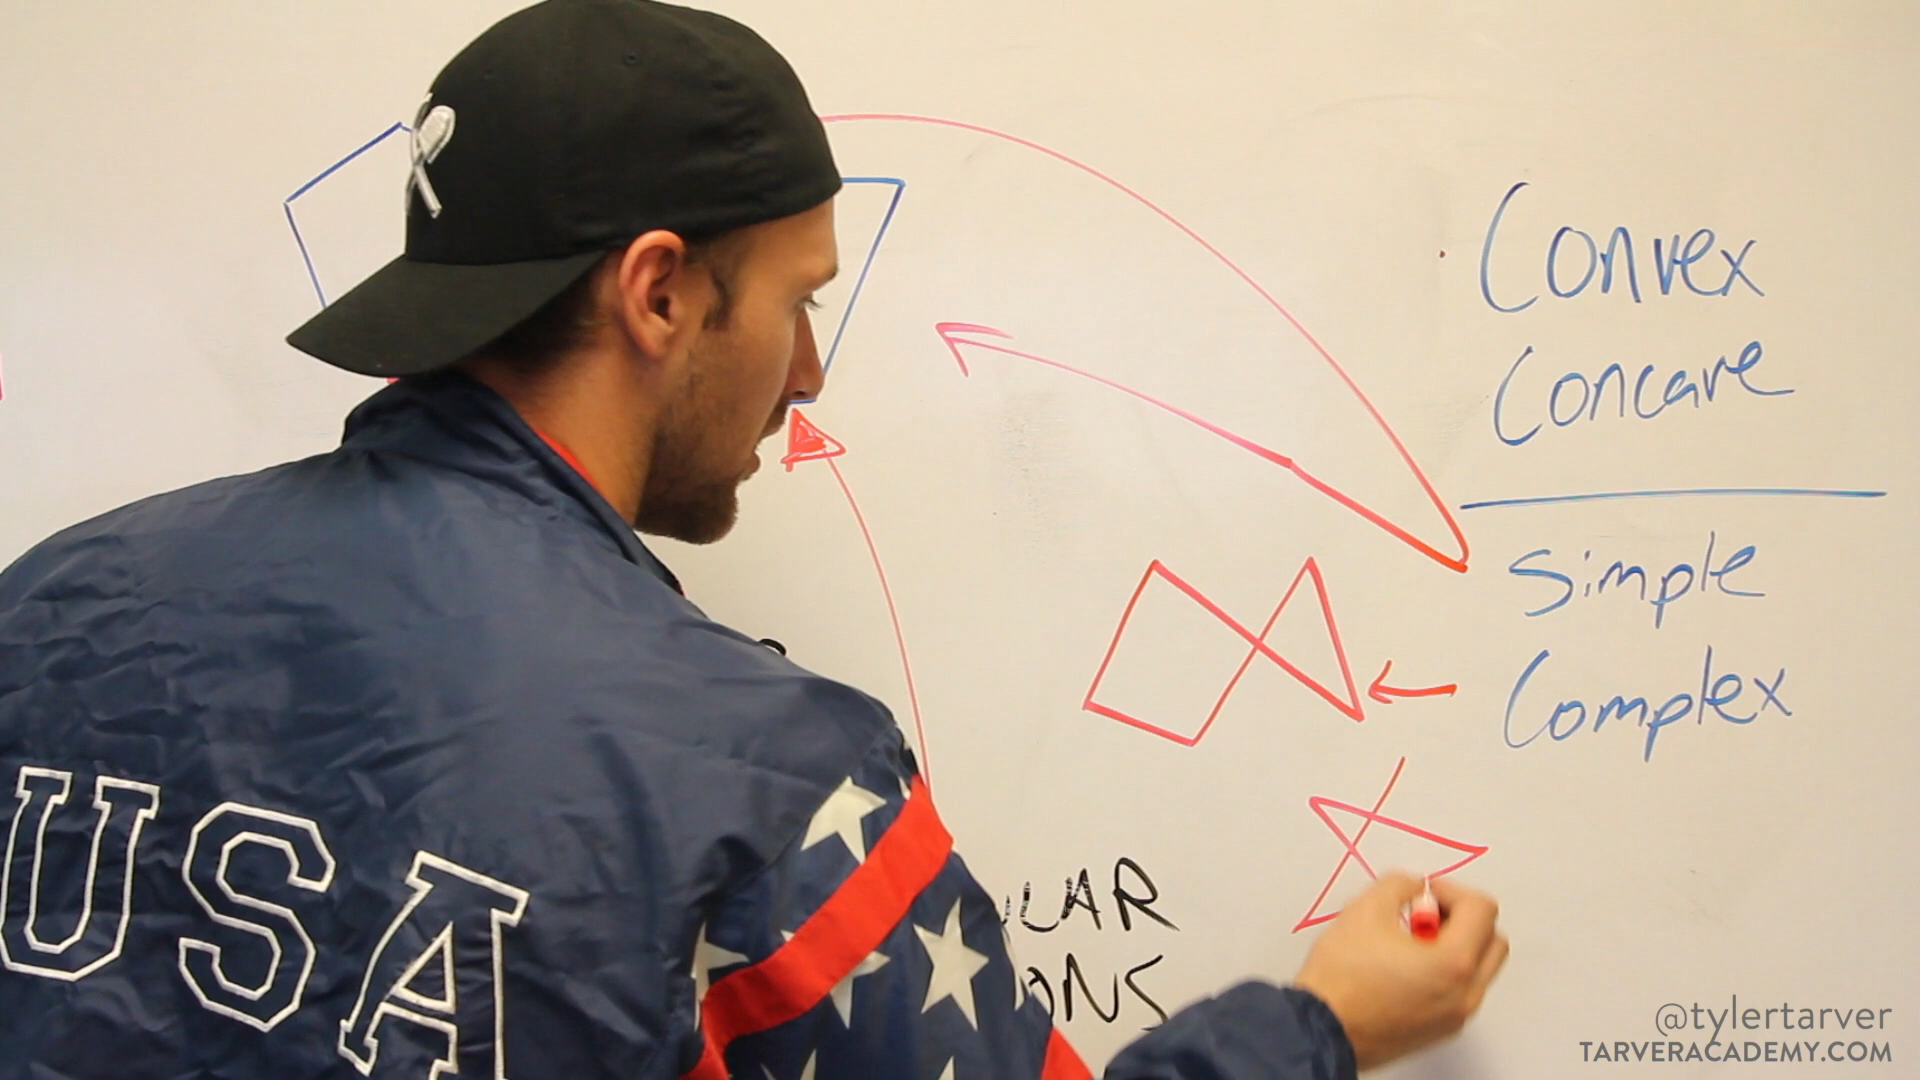 Convex
Concave
Simple
Complex
USA
@tylertarver
TARVERACADEMY.COM